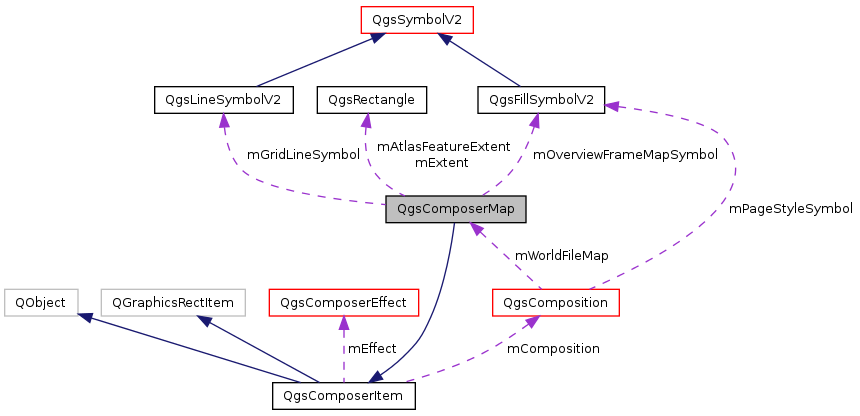 QgsSymbolV2
QgsLineSymbolV2
QgsRectangle
QgsFillSymbolV2
mGridLineSymbol
mAtlasFeatureExtent
mExtent
mOverviewFrameMapSymbol
QgsComposerMap
mPageStyleSymbol
mWorldFileMap
QObject
QGraphicsRectItem
QgsComposerEffect
QgsComposition
mEffect
mComposition
QgsComposerItem